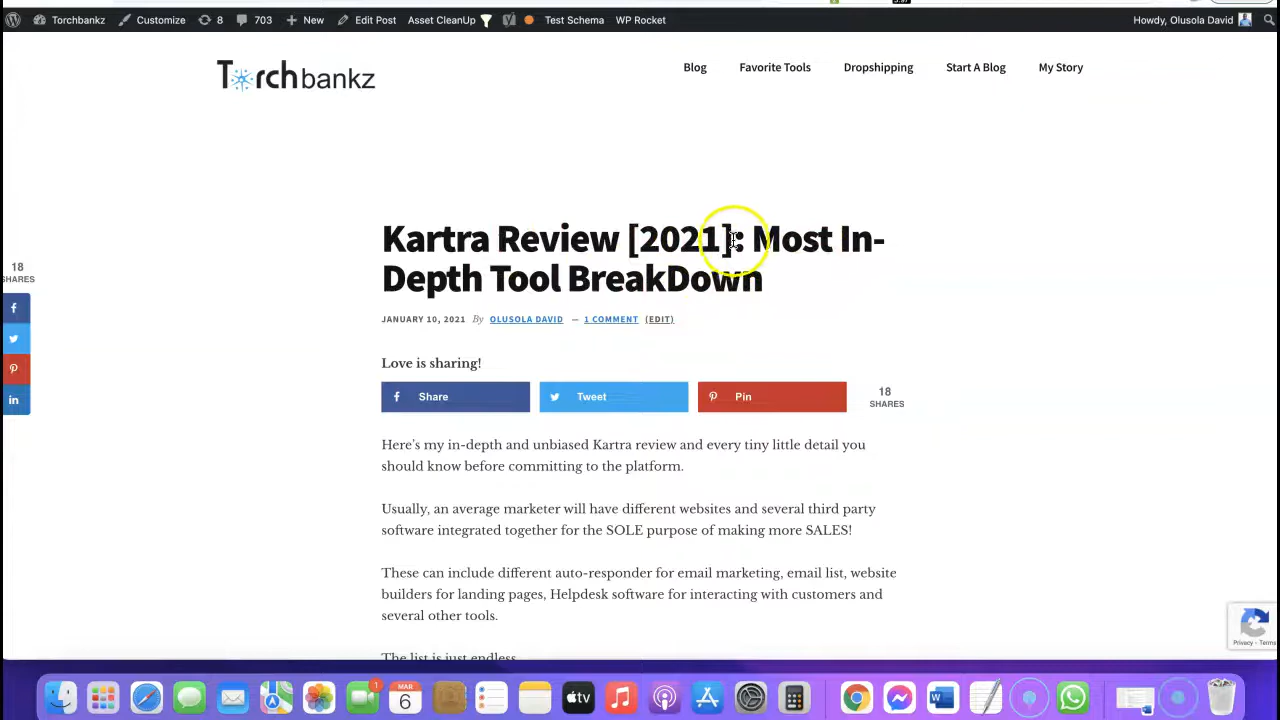 Torchbankz Customize 8 703 New Edit Post Asset CleanUp Test Schema WP Rocket Howdy, Olusola David
Torchbankz
Blog Favorite Tools Dropshipping Start A Blog My Story
Kartra Review [2021]: Most In-
Depth Tool BreakDown
JANUARY 10, 2021 By OLUSOLA DAVID — 1 COMMENT (EDIT)
18
SHARES
Love is sharing!
Share Tweet Pin
18
SHARES
Here's my in-depth and unbiased Kartra review and every tiny little detail you
should know before committing to the platform.
Usually, an average marketer will have different websites and several third party
software integrated together for the SOLE purpose of making more SALES!
These can include different auto-responder for email marketing, email list, website
builders for landing pages, Helpdesk software for interacting with customers and
several other tools.
The list is just endless
Privacy - Terms
1
MAR
6
tv